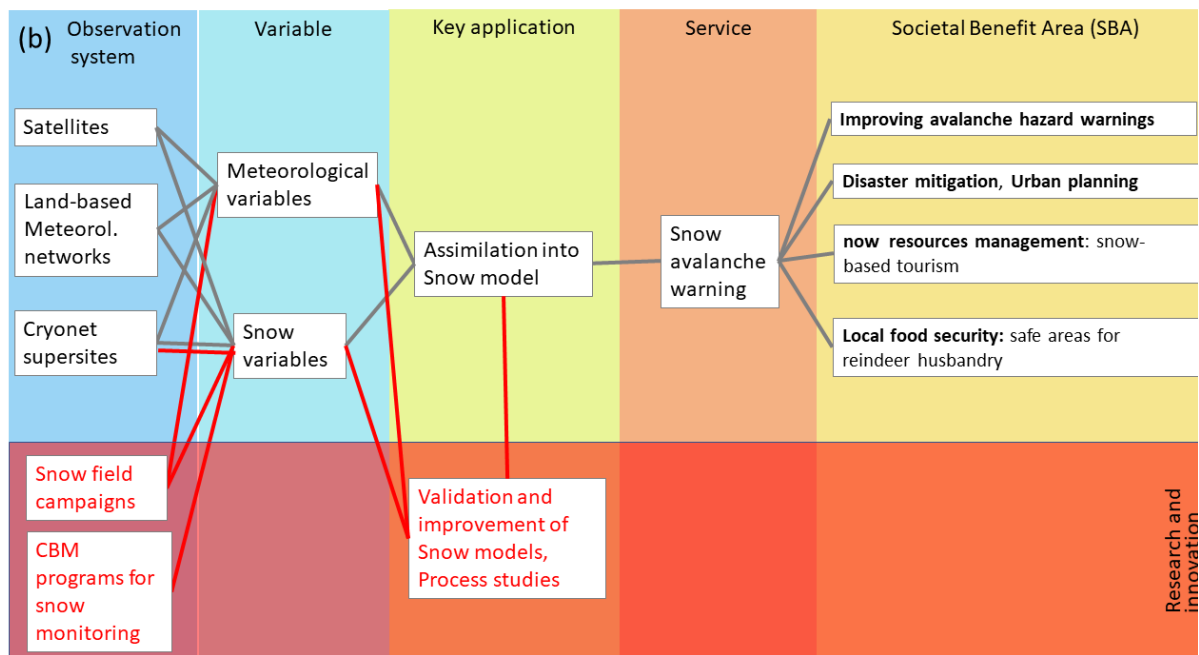 (b)
Observation
system
Variable
Key application
Service
Societal Benefit Area (SBA)
Satellites
Land-based
Meteorol.
networks
Cryonet
supersites
Meteorological
variables
Snow
variables
Assimilation into
Snow model
Snow
avalanche
warning
Improving avalanche hazard warnings
Disaster mitigation, Urban planning
now resources management: snow-
based tourism
Local food security: safe areas for
reindeer husbandry
Snow field
campaigns
CBM
programs for
snow
monitoring
Validation and
improvement of
Snow models,
Process studies
Research and
innovation